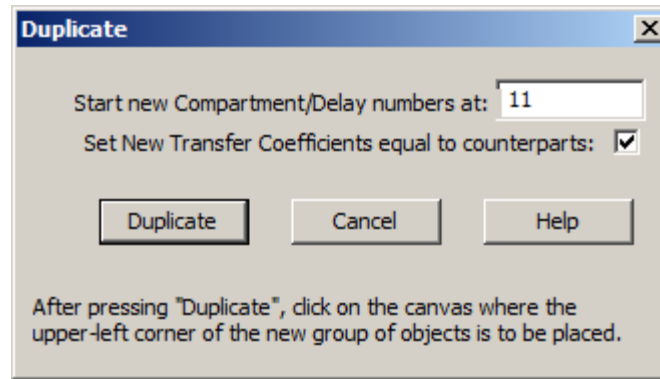 Duplicate
Start new Compartment/Delay numbers at: 11
Set New Transfer Coefficients equal to counterparts:
Duplicate Cancel Help
After pressing "Duplicate", click on the canvas where the
upper-left corner of the new group of objects is to be placed.